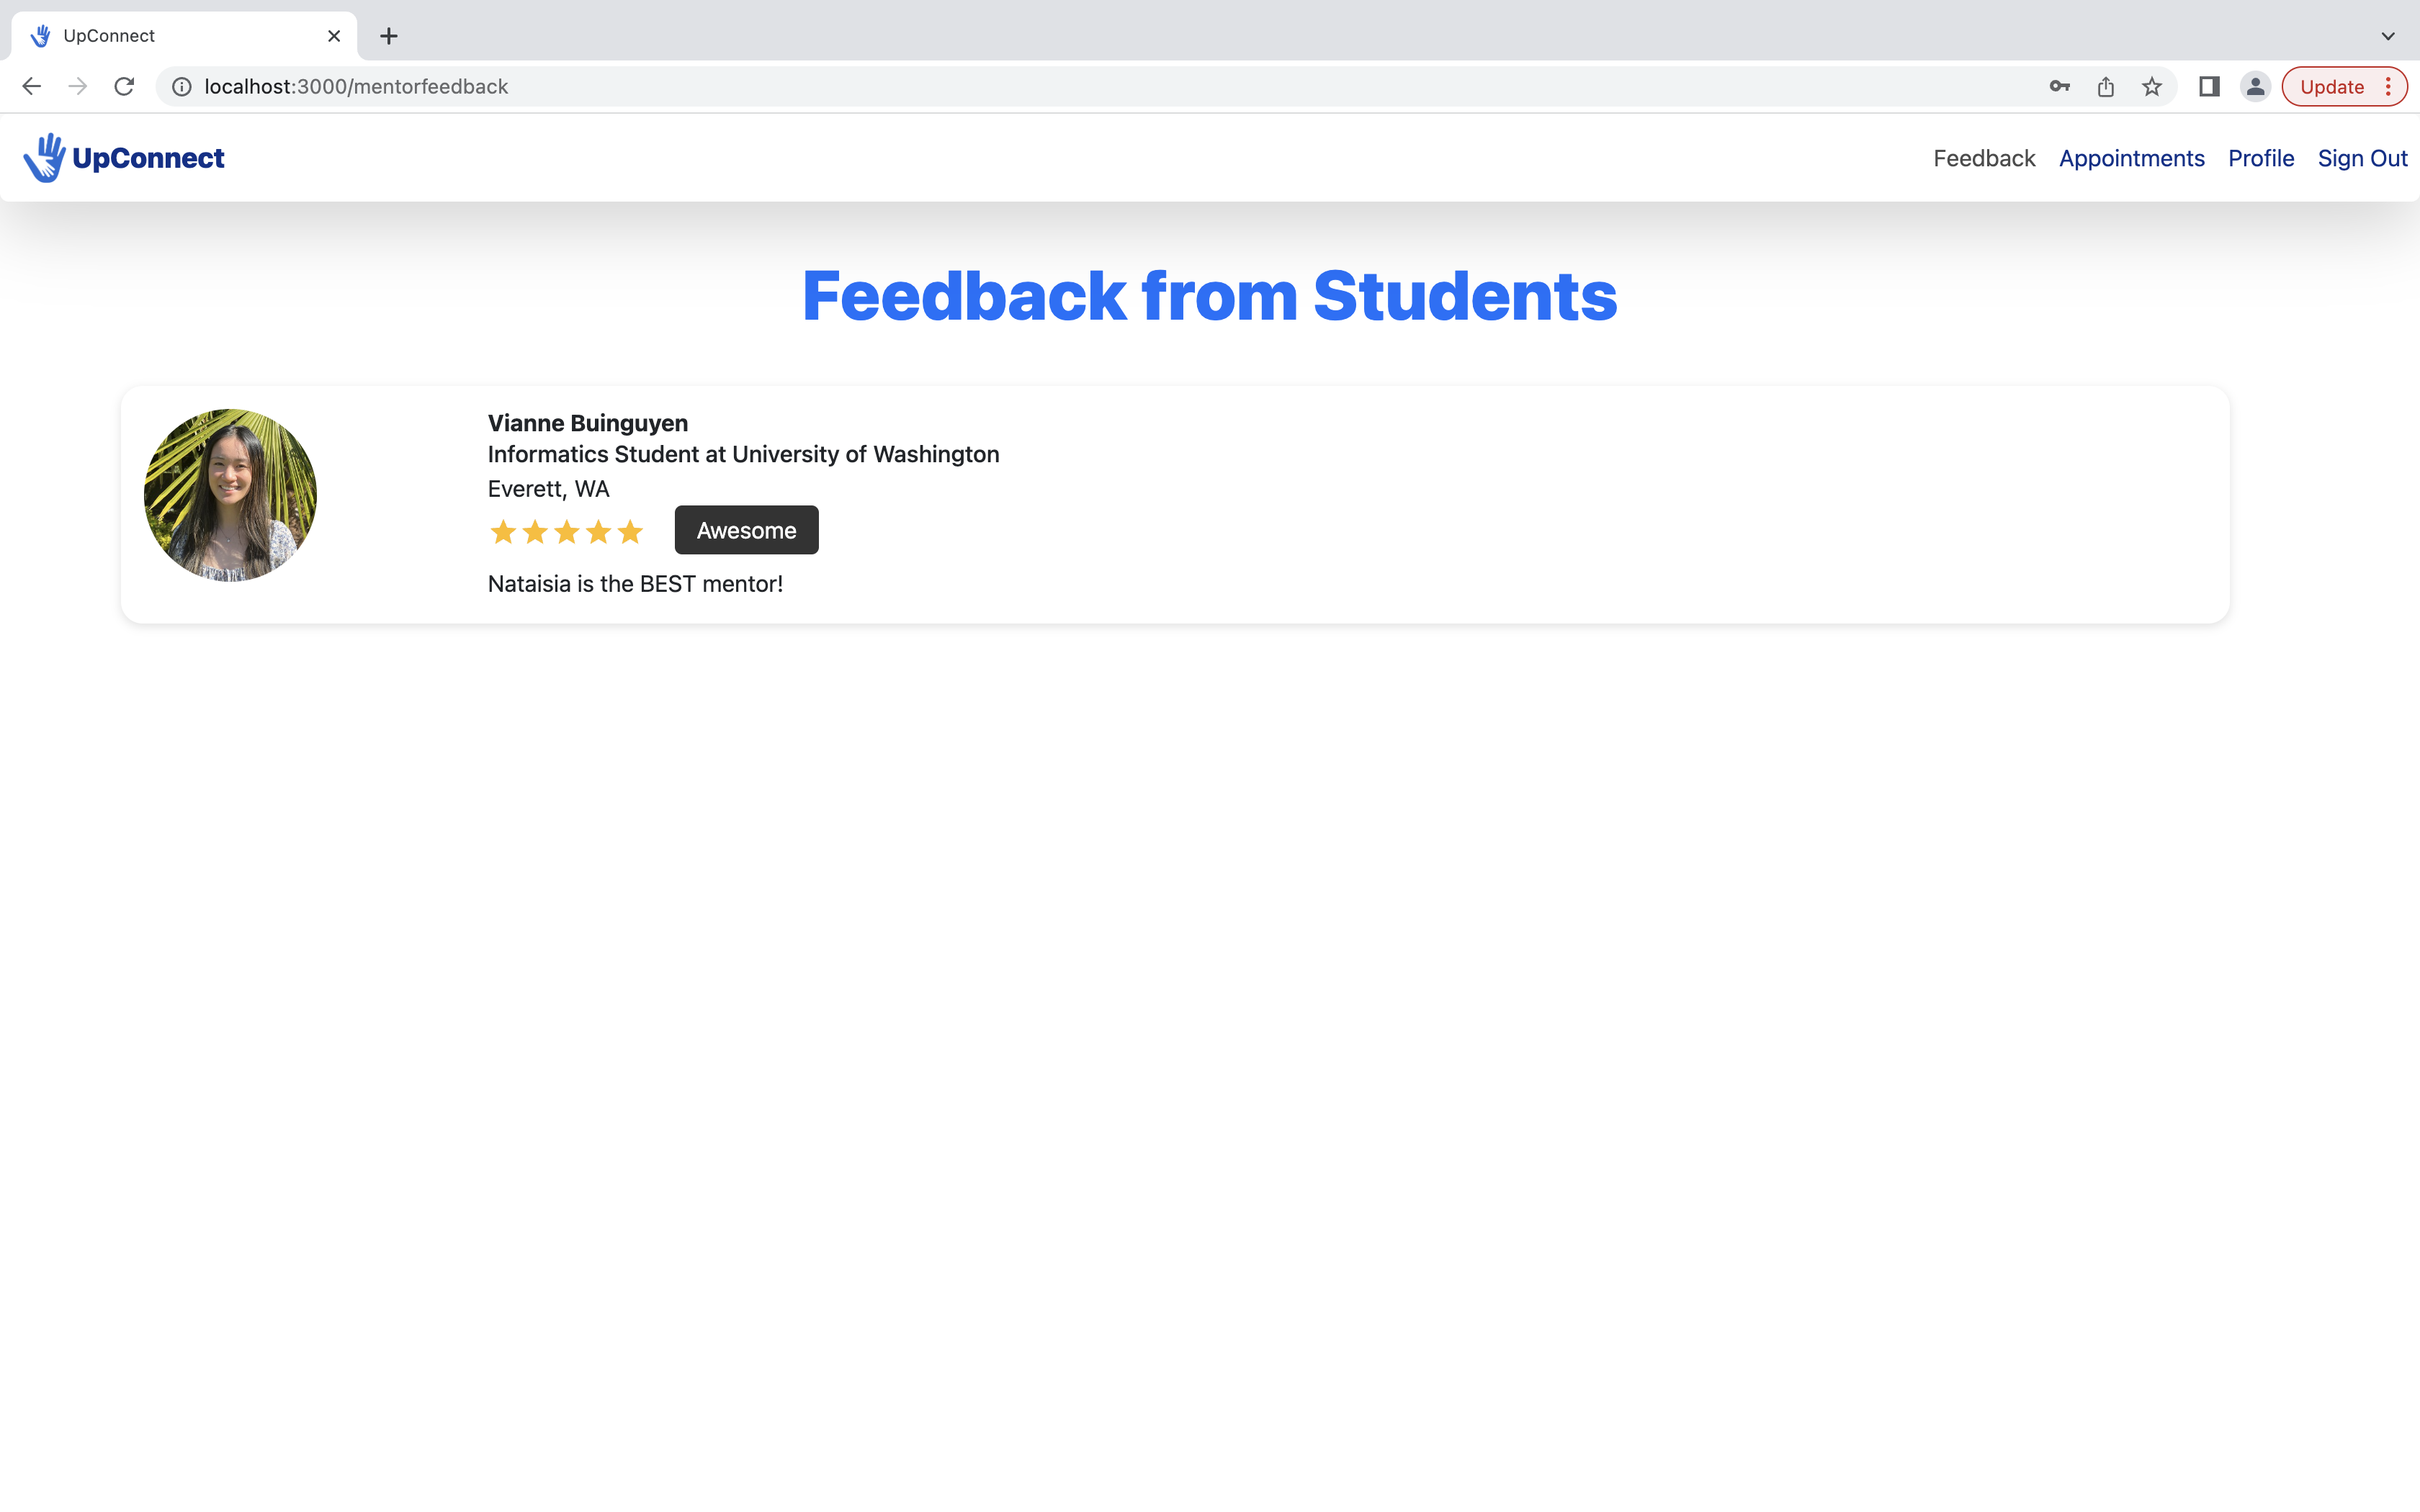 UpConnect
localhost:3000/mentorfeedback
Update
UpConnect
Feedback Appointments Profile Sign Out
Feedback from Students
Vianne Buinguyen
Informatics Student at University of Washington
Everett, WA
Awesome
Nataisia is the BEST mentor!